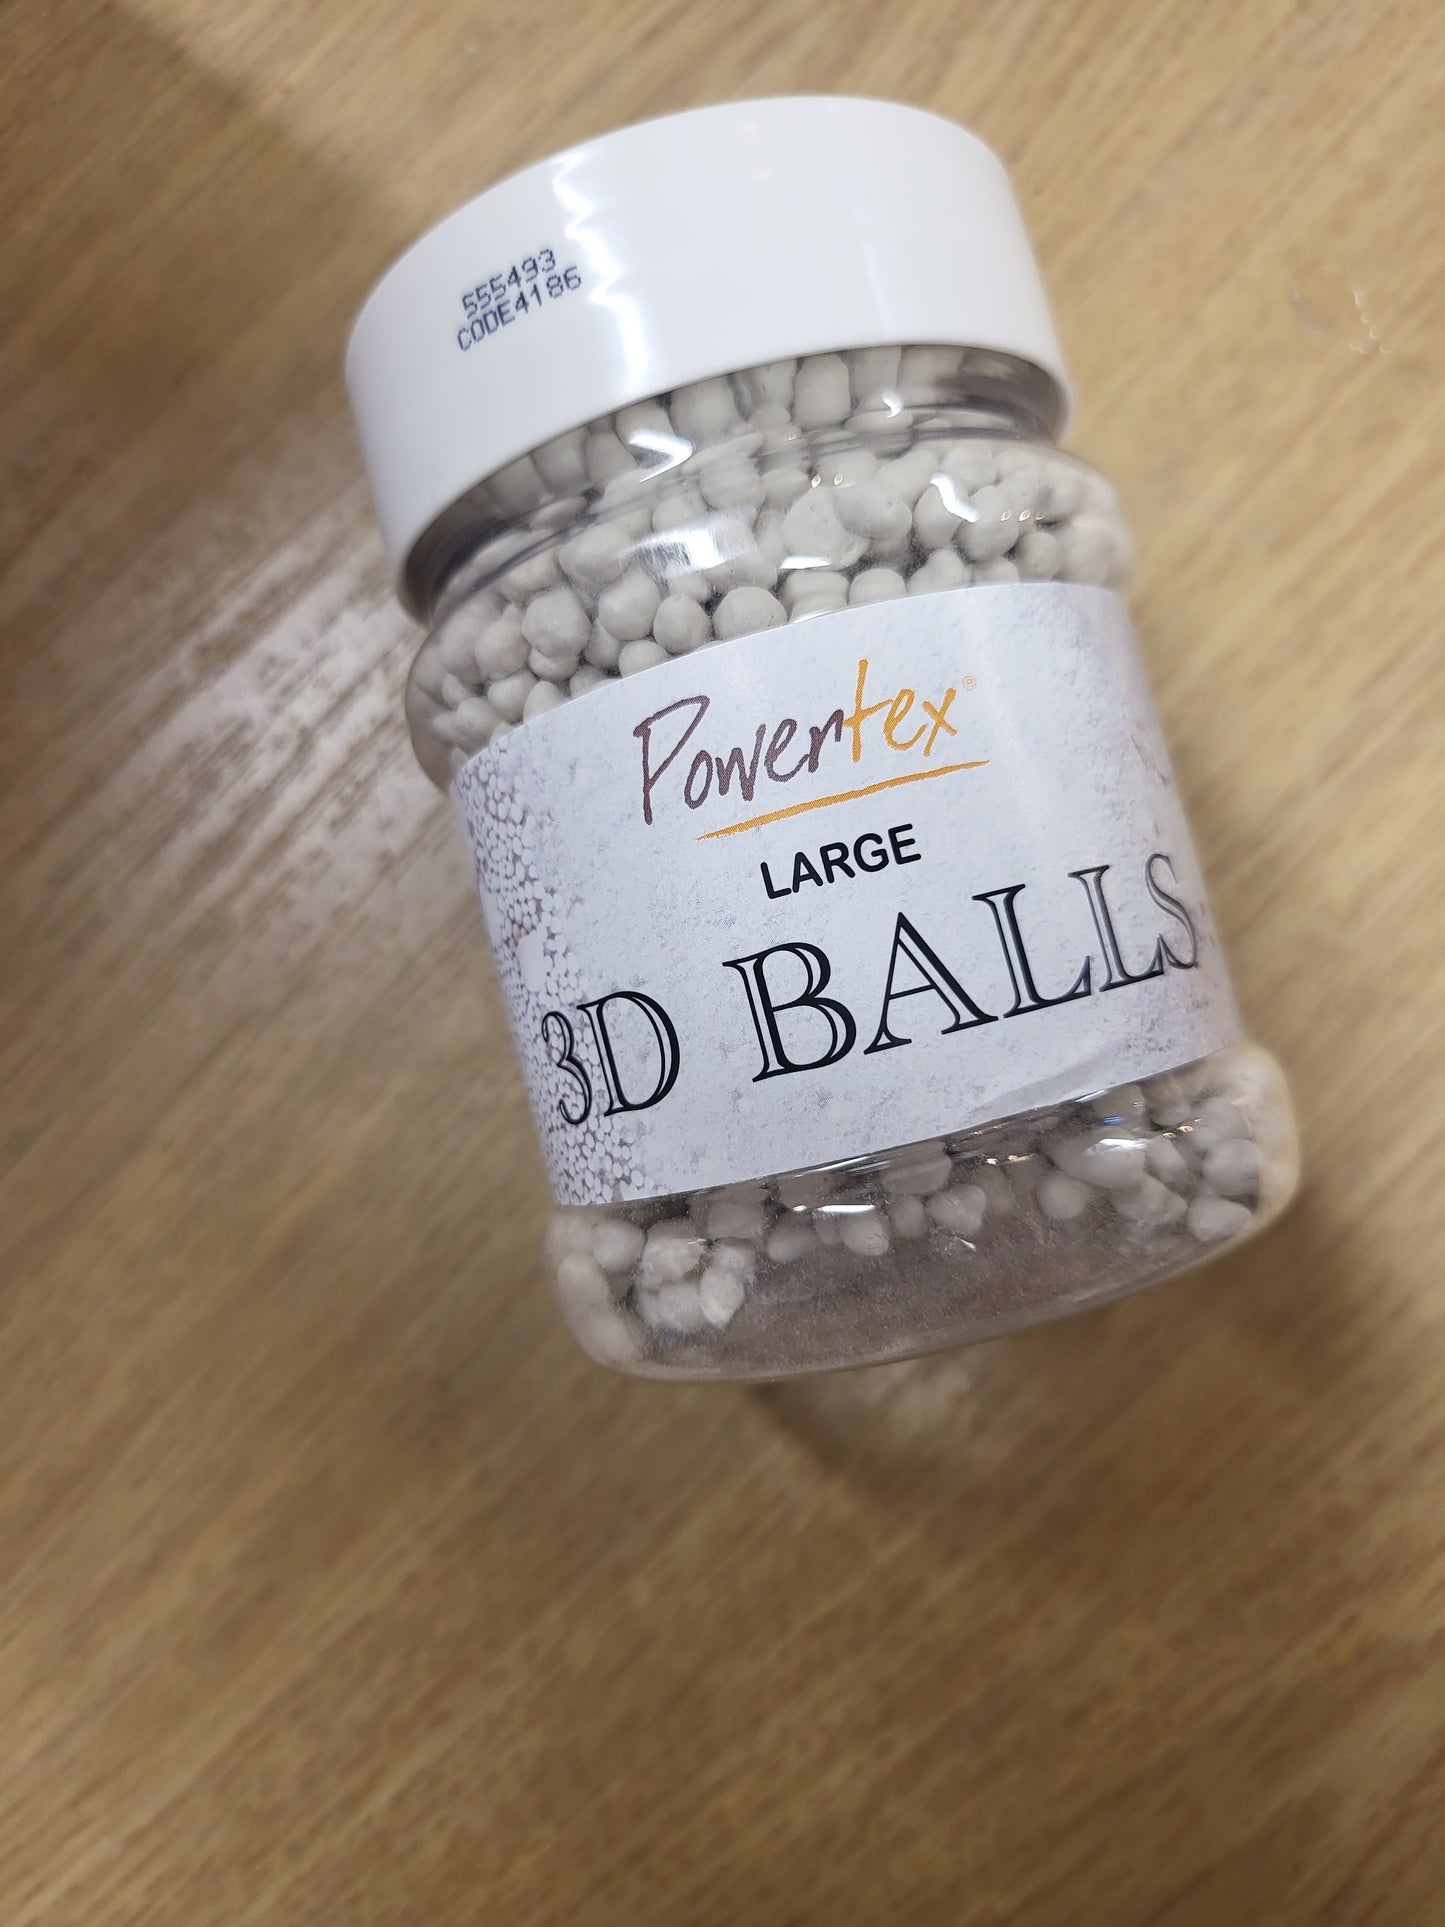 555493
CODE4186
Powertex®
LARGE
3D BALLS